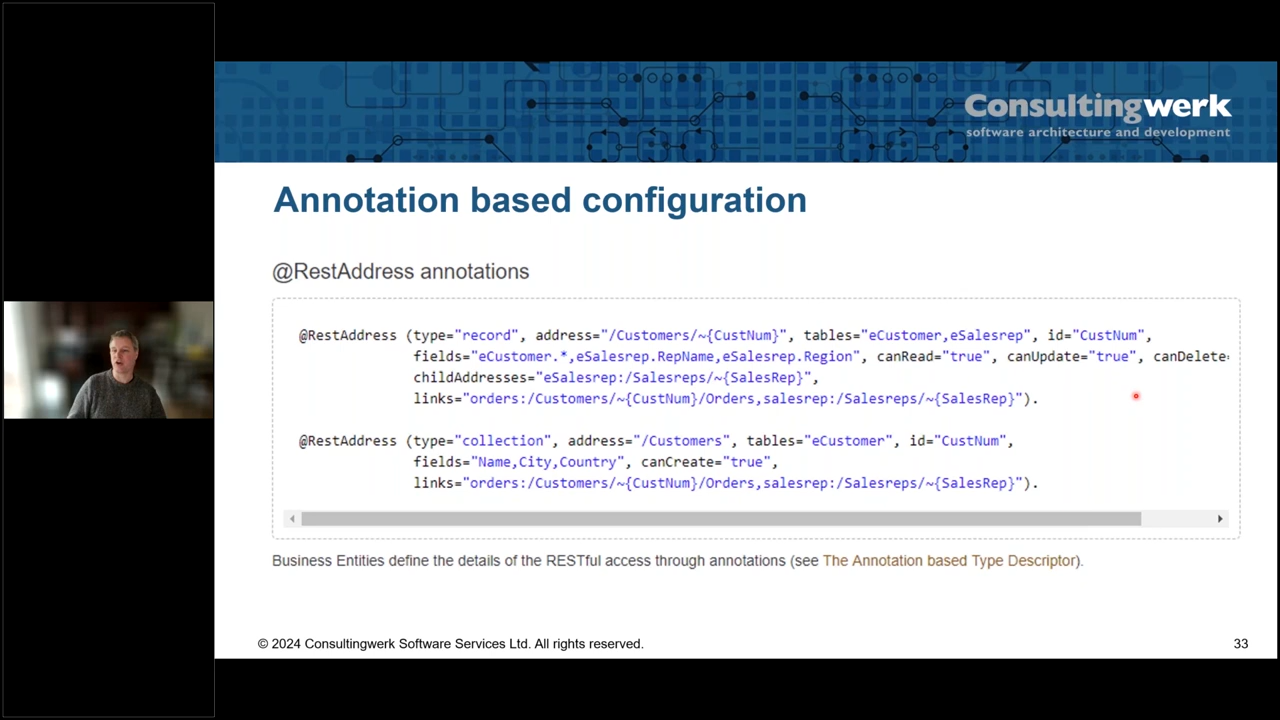 Consultingwerk
software architecture and development
Annotation based configuration
@RestAddress annotations
@RestAddress (type="record", address="/Customers/~{CustNum}", tables="eCustomer,eSalesrep", id="CustNum",
fields="eCustomer.*,eSalesrep.RepName,eSalesrep.Region", canRead="true", canUpdate="true", canDelete=
childAddresses="eSalesrep:/Salesreps/~{SalesRep}",
links="orders:/Customers/~{CustNum}/Orders,salesrep:/Salesreps/~{SalesRep}").
@RestAddress (type="collection", address="/Customers", tables="eCustomer", id="CustNum",
fields="Name,City,Country", canCreate="true",
links="orders:/Customers/~{CustNum}/Orders,salesrep:/Salesreps/~{SalesRep}").
Business Entities define the details of the RESTful access through annotations (see The Annotation based Type Descriptor).
© 2024 Consultingwerk Software Services Ltd. All rights reserved.
33